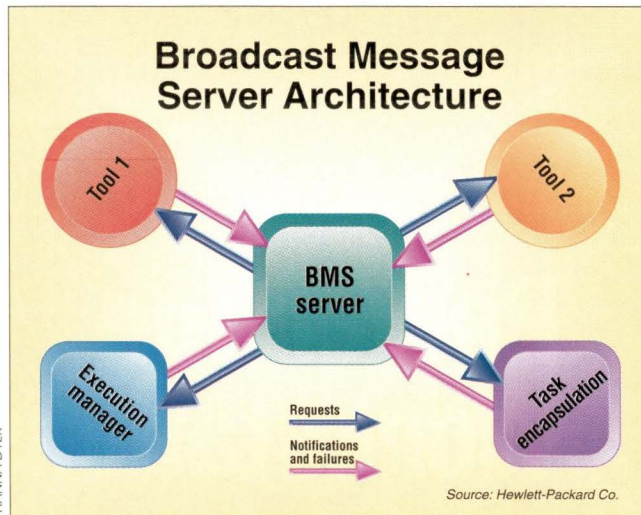 Broadcast Message
Server Architecture
Tool 1
Tool 2
BMS
server
Execution
manager
Task
encapsulation
Requests
Notifications
and failures
Source: Hewlett-Packard Co.